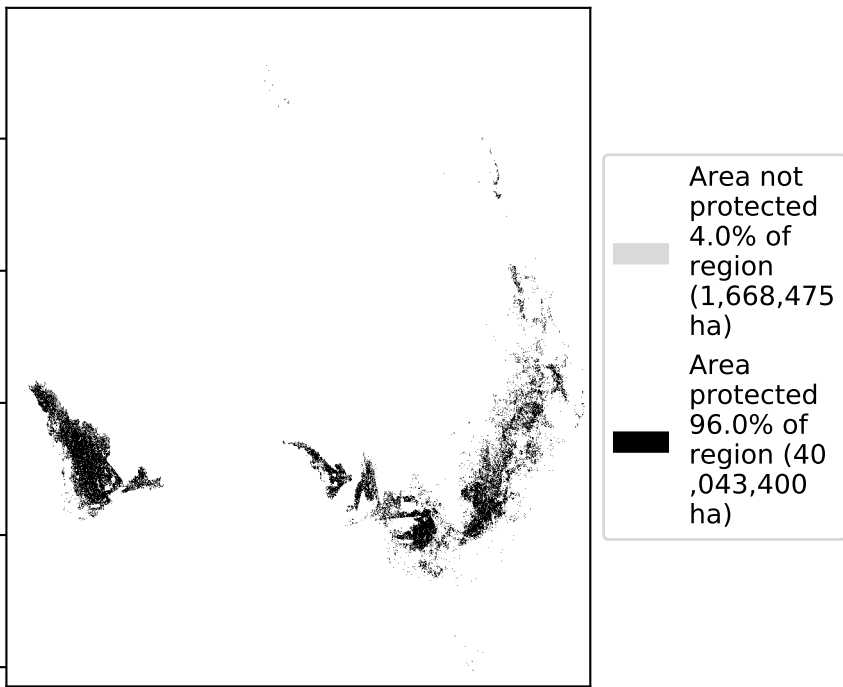 Area not
protected
4.0% of
region
(1,668,475
ha)
Area
protected
96.0% of
region (40
,043,400
ha)